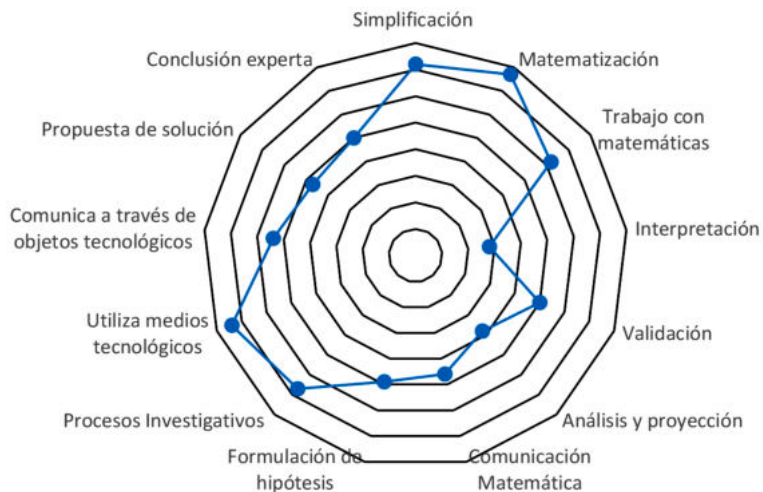 Simplificación
Matematización
Trabajo con
matemáticas
Interpretación
Validación
Análisis y proyección
Comunicación
Matemática
Formulación de
hipótesis
Procesos Investigativos
Utiliza medios
tecnológicos
Comunica a través de
objetos tecnológicos
Propuesta de solución
Conclusión experta